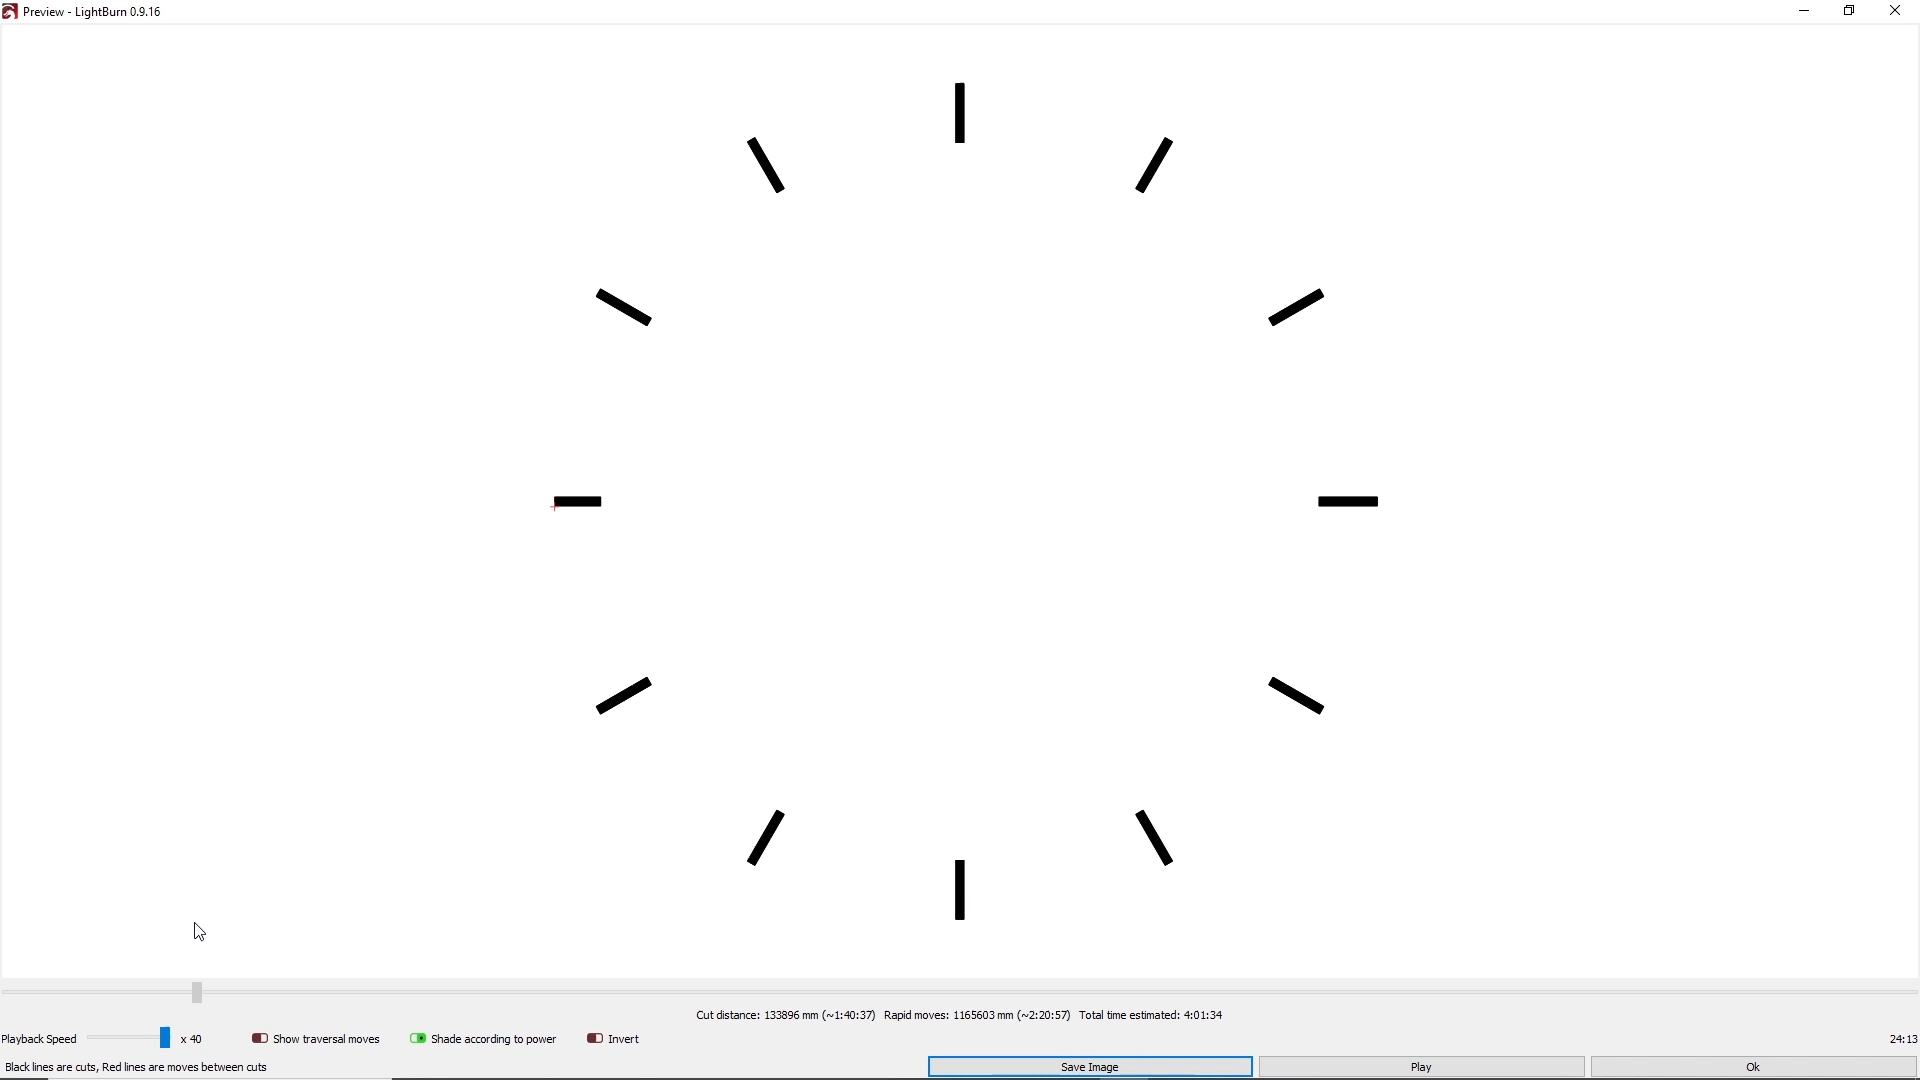 Preview - LightBurn 0.9.16
Cut distance: 133896 mm (~1:40:37) Rapid moves: 1165603 mm (~2:20:57) Total time estimated: 4:01:34
Playback Speed x 40 Show traversal moves Shade according to power Invert 24:13
Black lines are cuts, Red lines are moves between cuts Save Image Play Ok